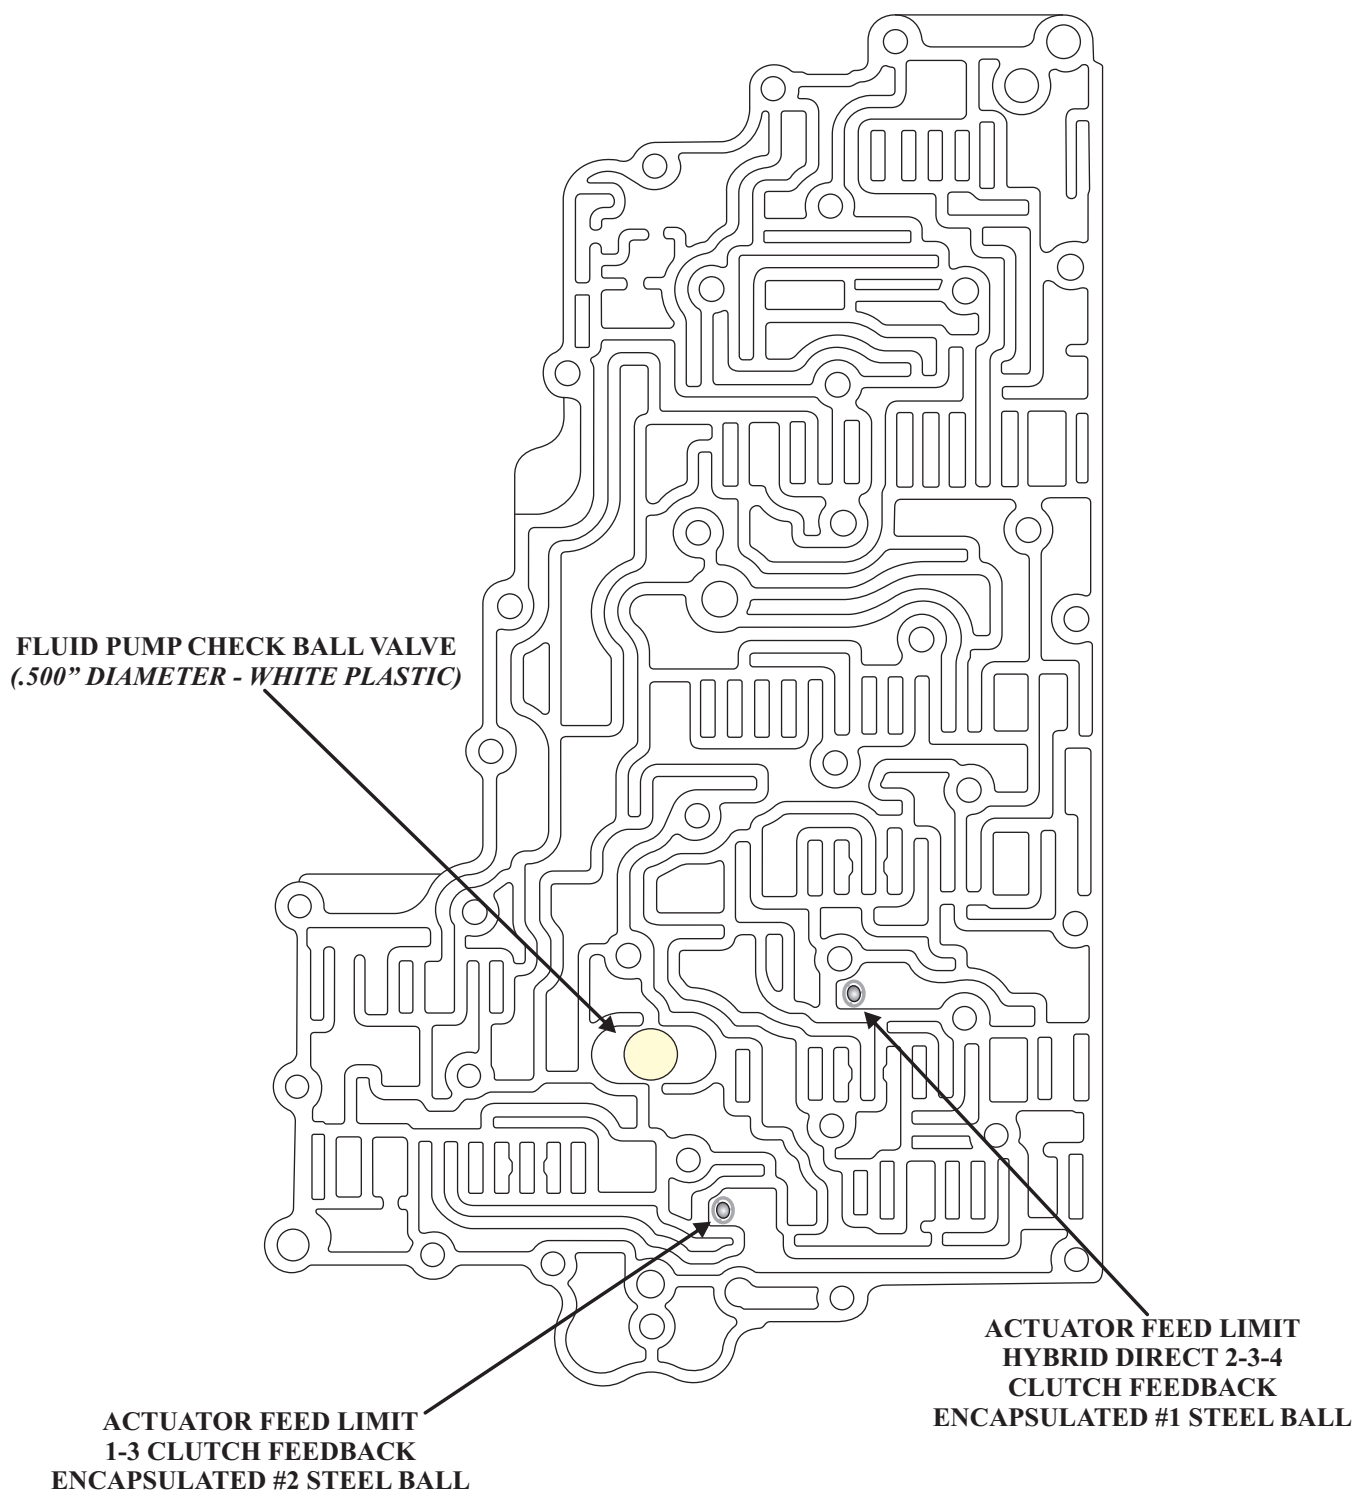 FLUID PUMP CHECK BALL VALVE
(.500” DIAMETER - WHITE PLASTIC)
ACTUATOR FEED LIMIT
HYBRID DIRECT 2-3-4
CLUTCH FEEDBACK
ENCAPSULATED #1 STEEL BALL
ACTUATOR FEED LIMIT
1-3 CLUTCH FEEDBACK
ENCAPSULATED #2 STEEL BALL